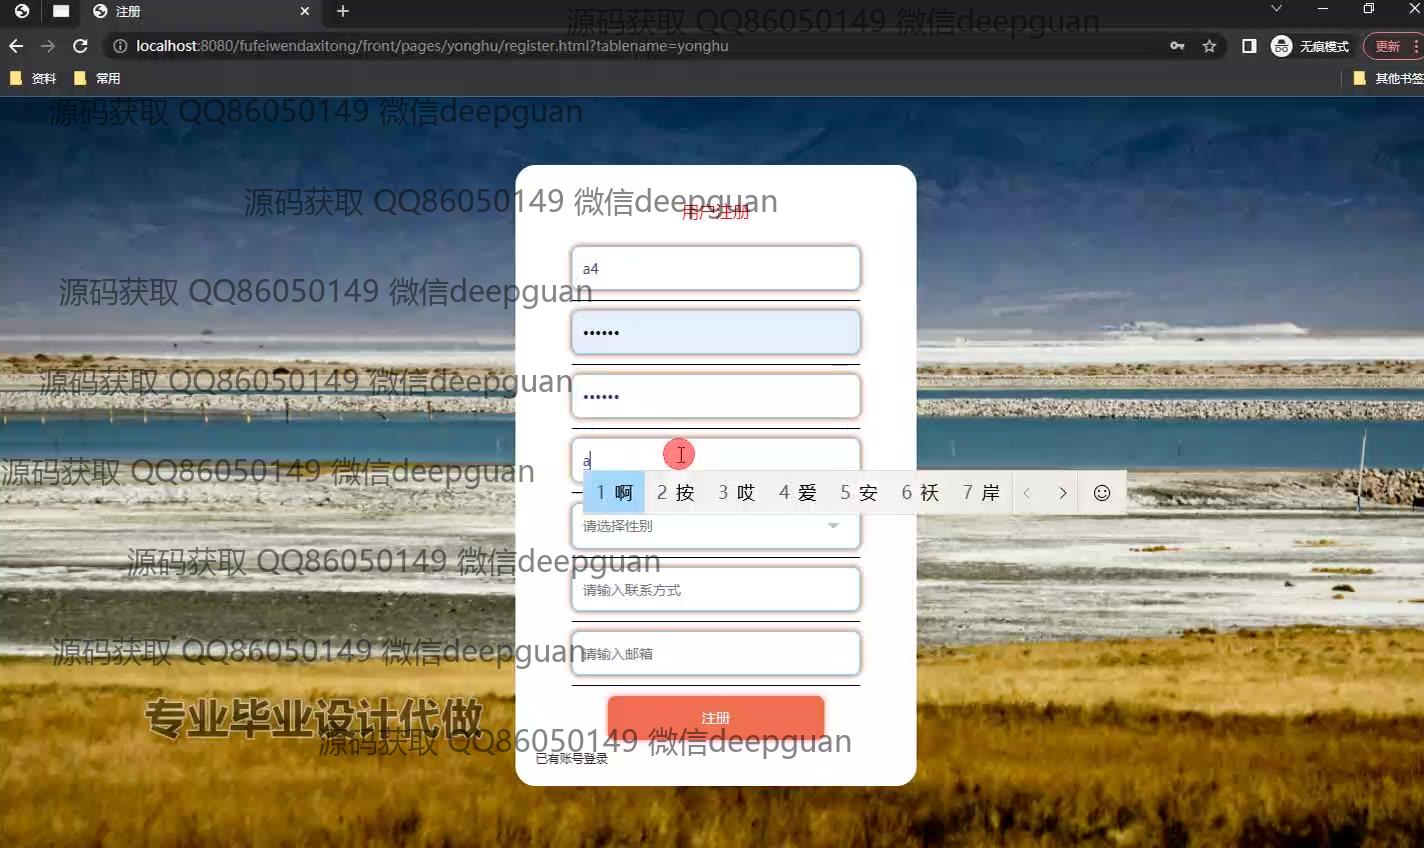 注册
源码获取 QQ86050149 微信deepguan
localhost:8080/fufeiwendaxitong/front/pages/yonghu/register.html?tablename=yonghu
无痕模式
更新
资料
常用
其他书签
源码获取 QQ86050149 微信deepguan
源码获取 QQ86050149 微信deepguan
用户注册
a4
源码获取 QQ86050149 微信deepguan
••••••
源码获取 QQ86050149 微信deepguan
••••••
a
源码获取 QQ86050149 微信deepguan
1 啊 2 按 3 哎 4 爱 5 安 6 袄 7 岸
请选择性别
源码获取 QQ86050149 微信deepguan
请输入联系方式
源码获取 QQ86050149 微信deepguan
请输入邮箱
专业毕业设计代做
注册
源码获取 QQ86050149 微信deepguan
已有账号登录